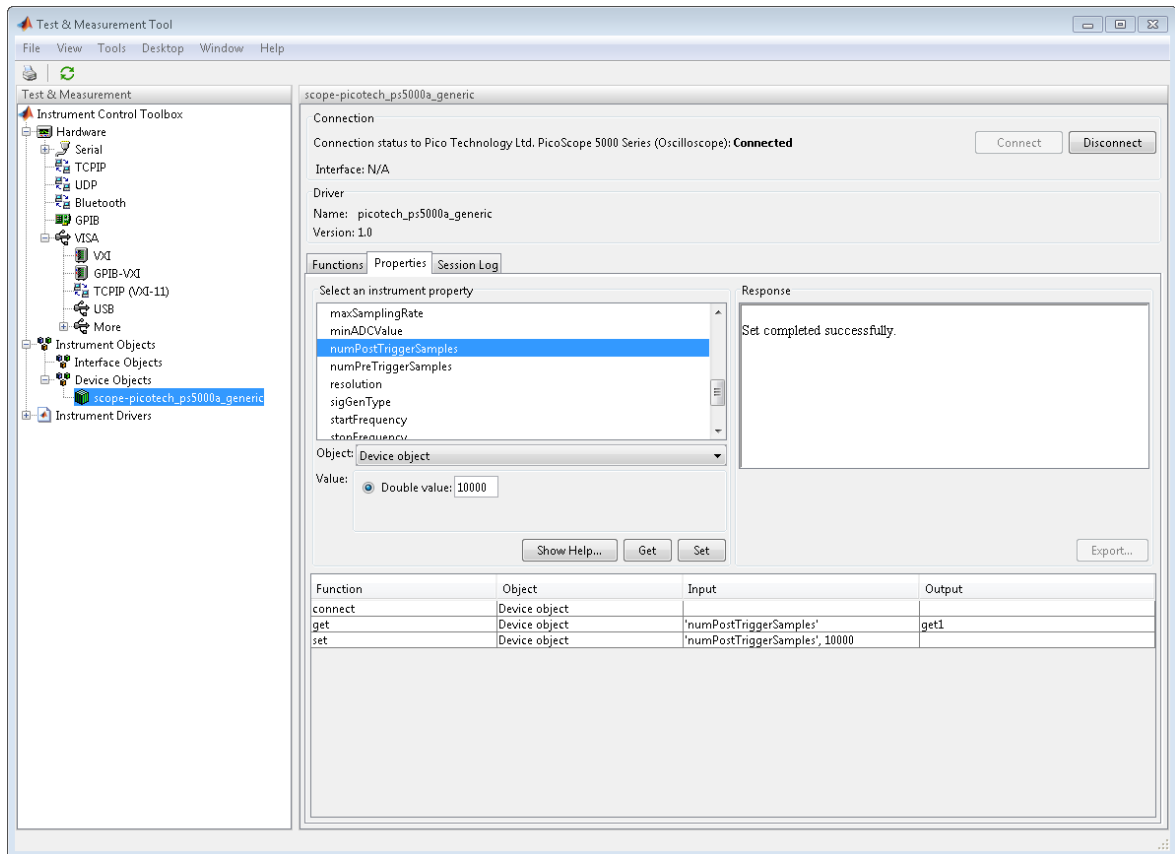 Test & Measurement Tool
File View Tools Desktop Window Help
Test & Measurement
Instrument Control Toolbox
Hardware
Serial
TCPIP
UDP
Bluetooth
GPIB
VISA
VXI
GPIB-VXI
TCPIP (VXI-11)
USB
More
Instrument Objects
Interface Objects
Device Objects
scope-picotech_ps5000a_generic
Instrument Drivers
scope-picotech_ps5000a_generic
Connection
Connection status to Pico Technology Ltd. PicoScope 5000 Series (Oscilloscope): Connected
Connect Disconnect
Interface: N/A
Driver
Name: picotech_ps5000a_generic
Version: 1.0
Functions Properties Session Log
Select an instrument property
maxSamplingRate
minADCValue
numPostTriggerSamples
numPreTriggerSamples
resolution
sigGenType
startFrequency
stopFrequency
Object: Device object
Value: Double value: 10000
Show Help... Get Set
Response
Set completed successfully.
Export...
Function Object Input Output
connect Device object
get Device object 'numPostTriggerSamples' get1
set Device object 'numPostTriggerSamples', 10000